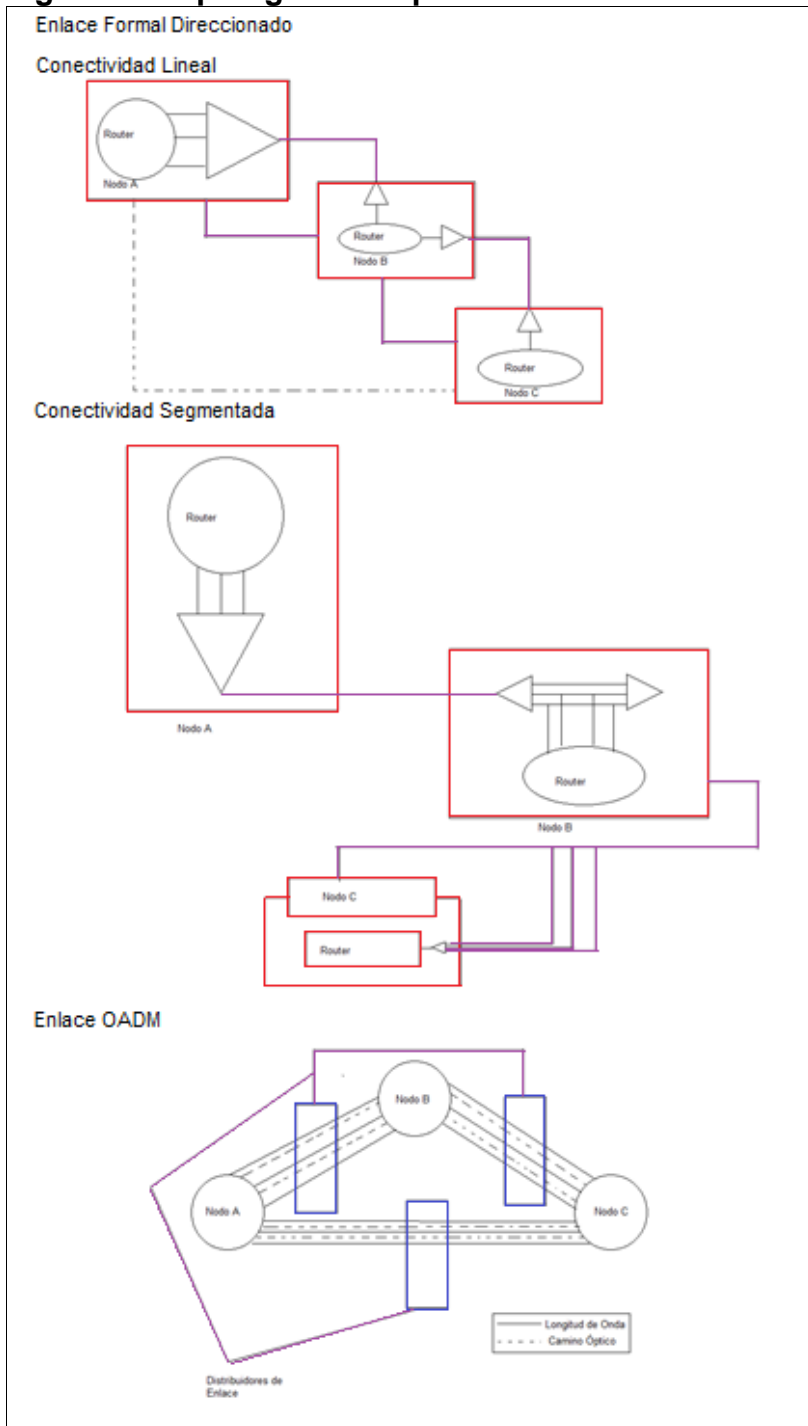 Enlace Formal Direccionado
Conectividad Lineal
Router
Nodo A
Router
Nodo B
Router
Nodo C
Conectividad Segmentada
Router
Nodo A
Router
Nodo B
Nodo C
Router
Enlace OADM
Nodo B
Nodo A
Nodo C
Longitud de Onda
Camino Óptico
Distribuidores de
Enlace